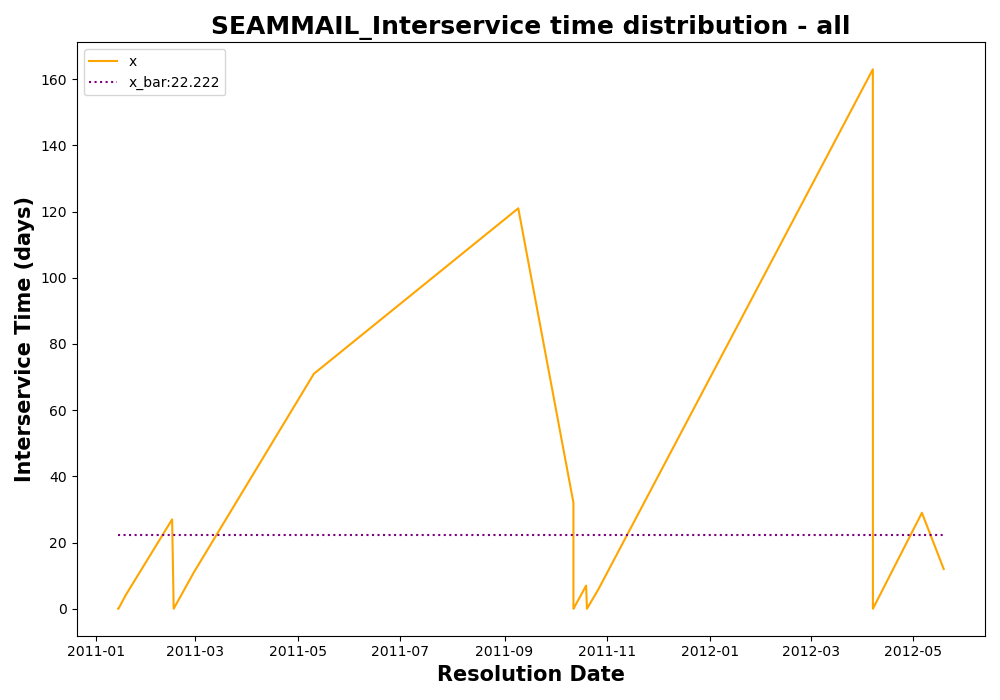 SEAMMAIL_Interservice time distribution - all
x
x_bar:22.222
Interservice Time (days)
160
140
120
100
80
60
40
20
0
2011-01 2011-03 2011-05 2011-07 2011-09 2011-11 2012-01 2012-03 2012-05
Resolution Date